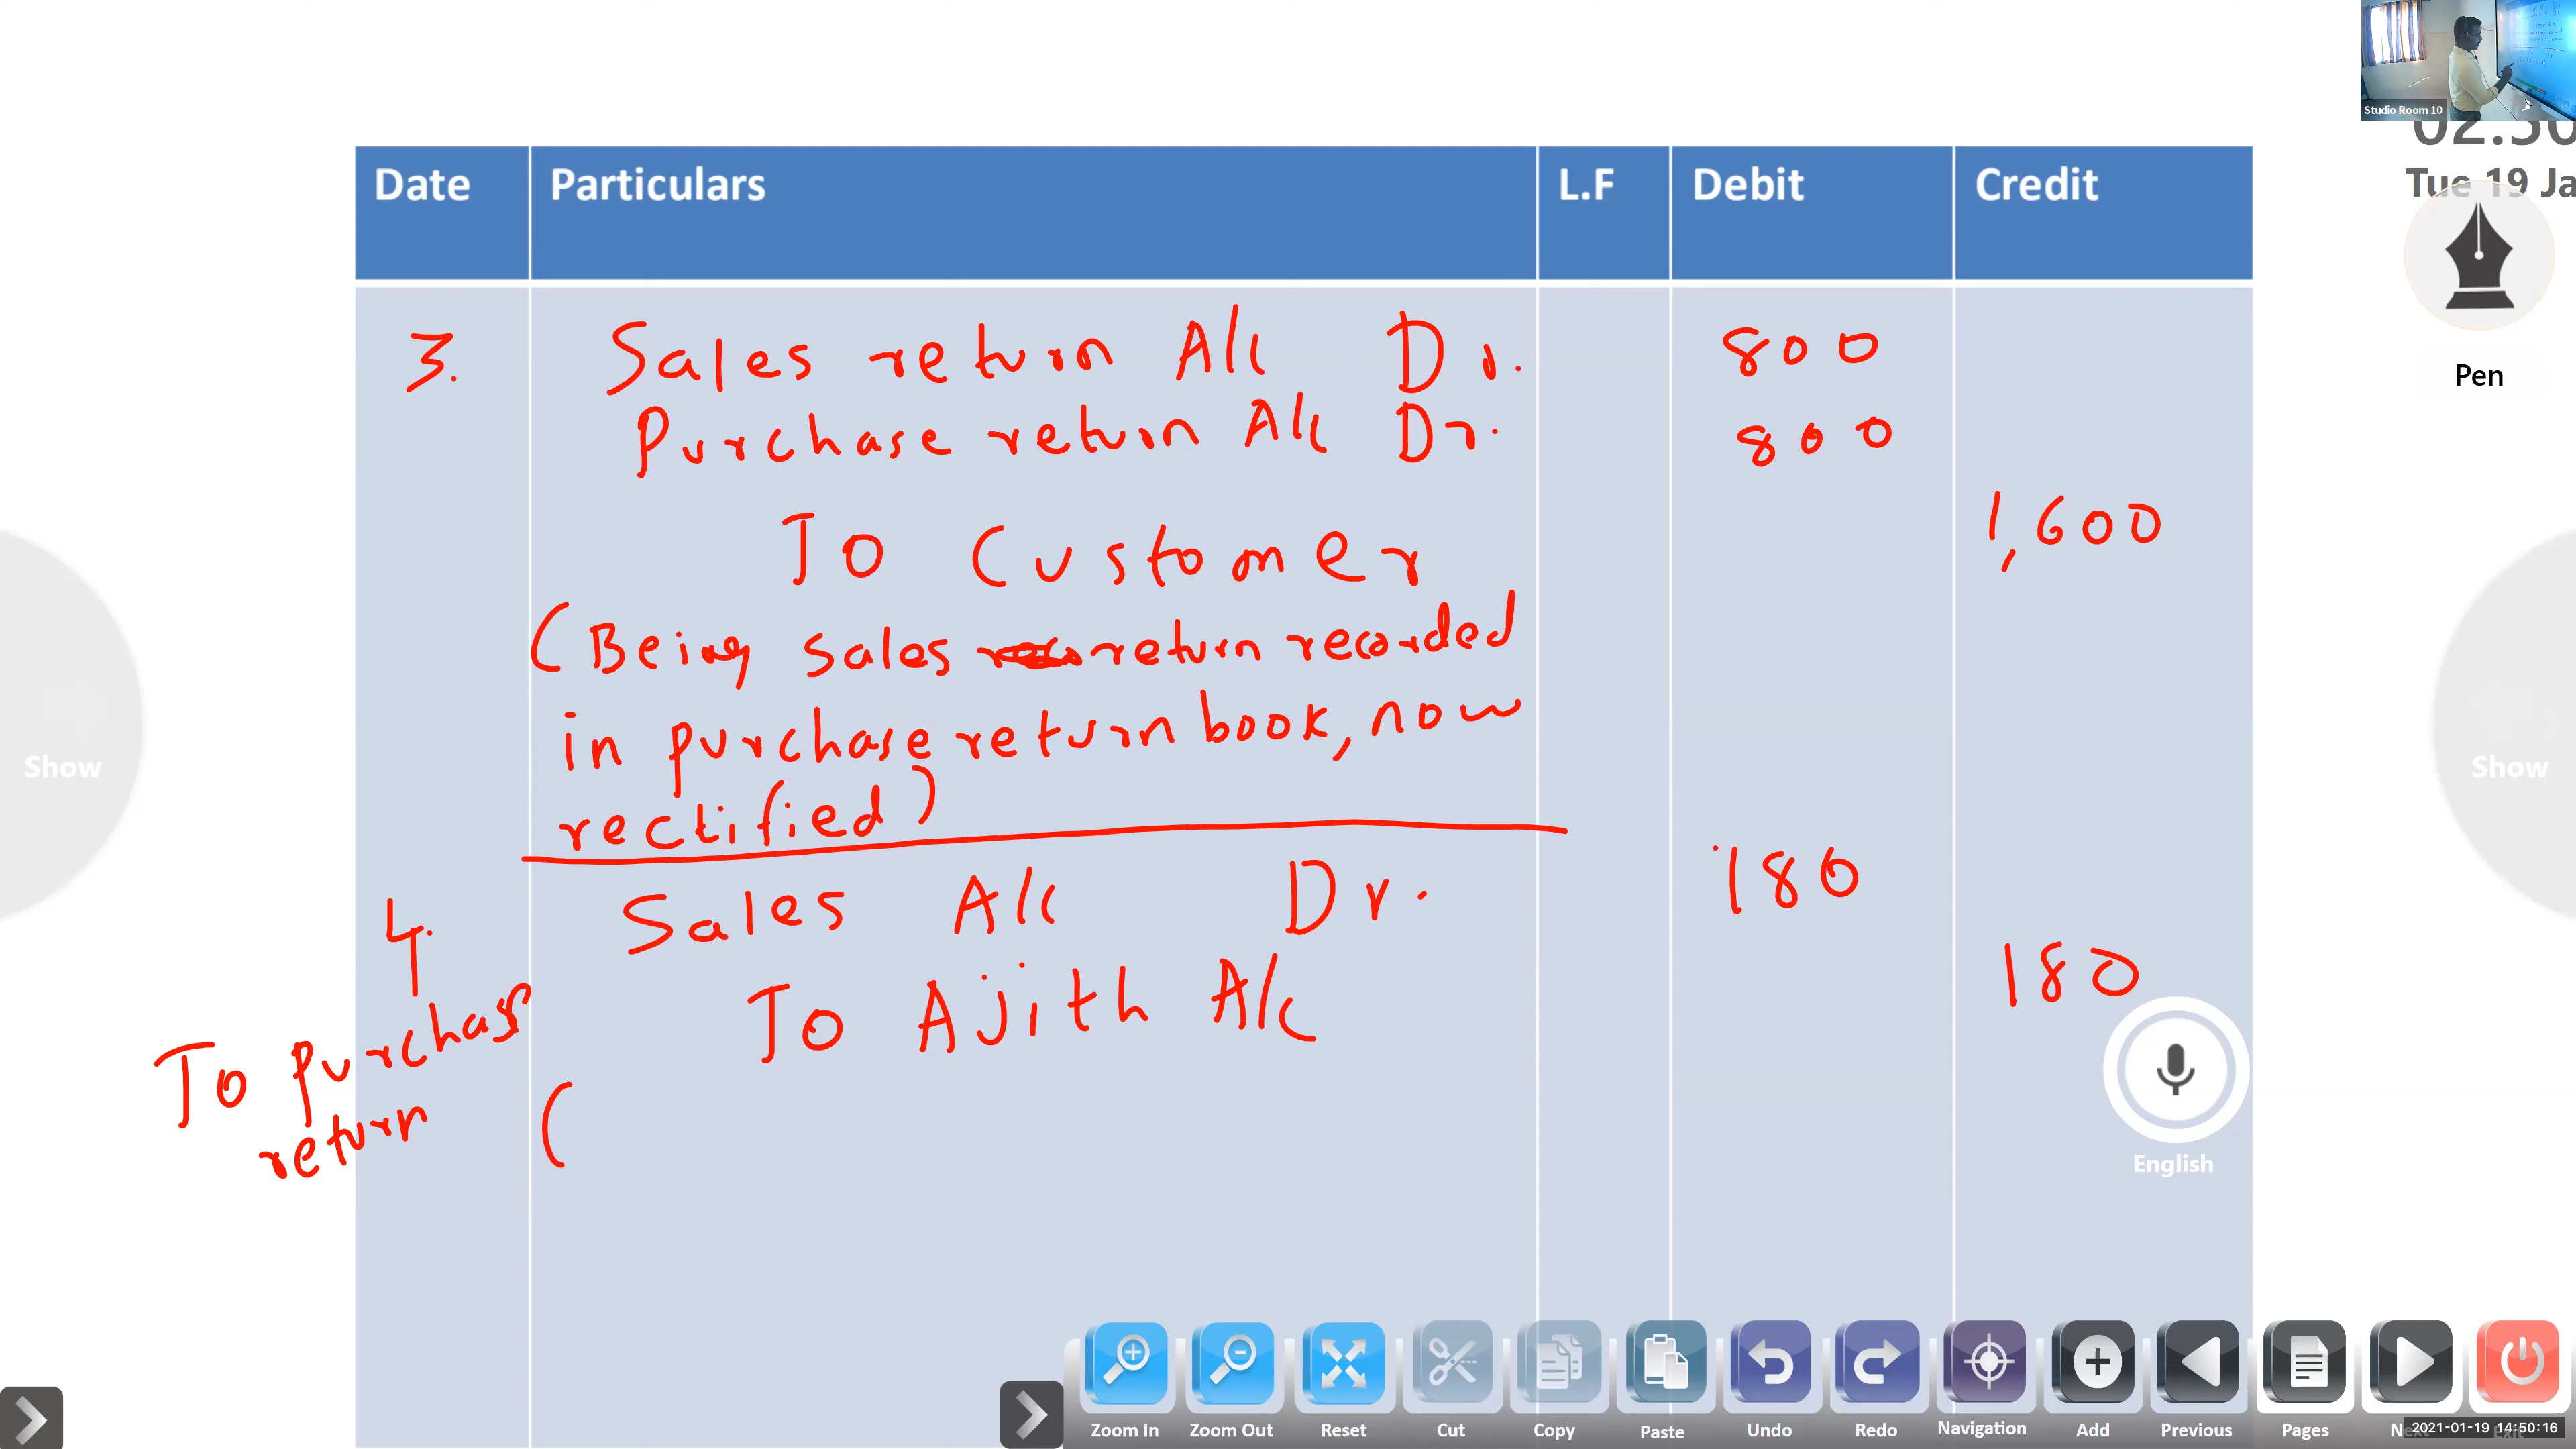 Studio Room 10
Tue 19 Ja
Pen
Date Particulars L.F Debit Credit
3. Sales return A/c Dr. 800
Purchase return A/c Dr. 800
To Customer 1,600
(Being sales return recorded
in purchase return book, now
rectified)
4. Sales A/c Dr. 180
To Ajith A/c 180
To purchase
return (
Show
Show
English
Zoom In Zoom Out Reset Cut Copy Paste Undo Redo Navigation Add Previous Pages
2021-01-19 14:50:16